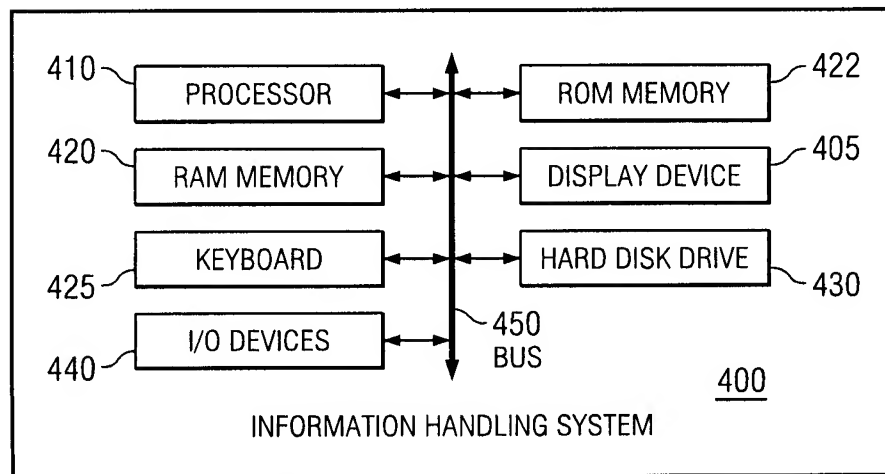 410
PROCESSOR
ROM MEMORY
422
420
RAM MEMORY
DISPLAY DEVICE
405
KEYBOARD
HARD DISK DRIVE
425
430
I/O DEVICES
450
BUS
440
400
INFORMATION HANDLING SYSTEM